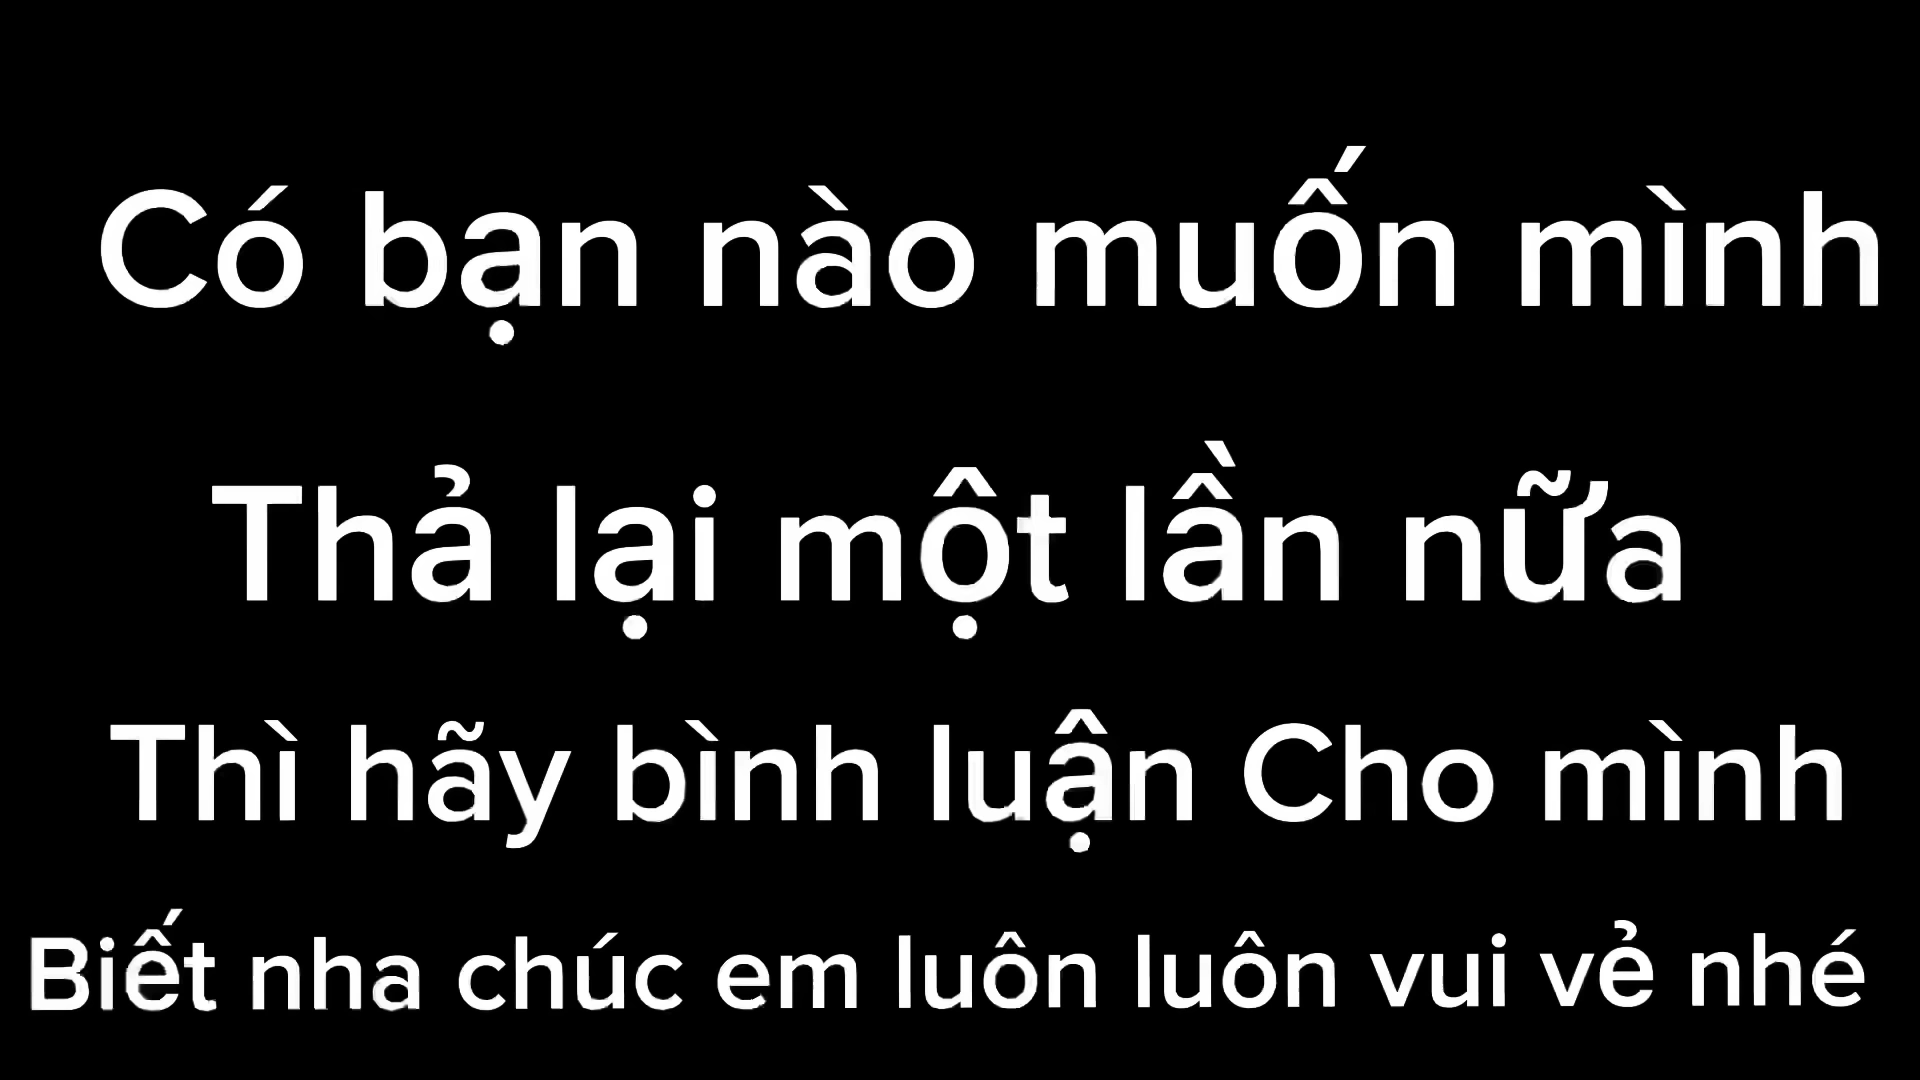 Có bạn nào muốn mình
Thả lại một lần nữa
Thì hãy bình luận Cho mình
Biết nha chúc em luôn luôn vui vẻ nhé